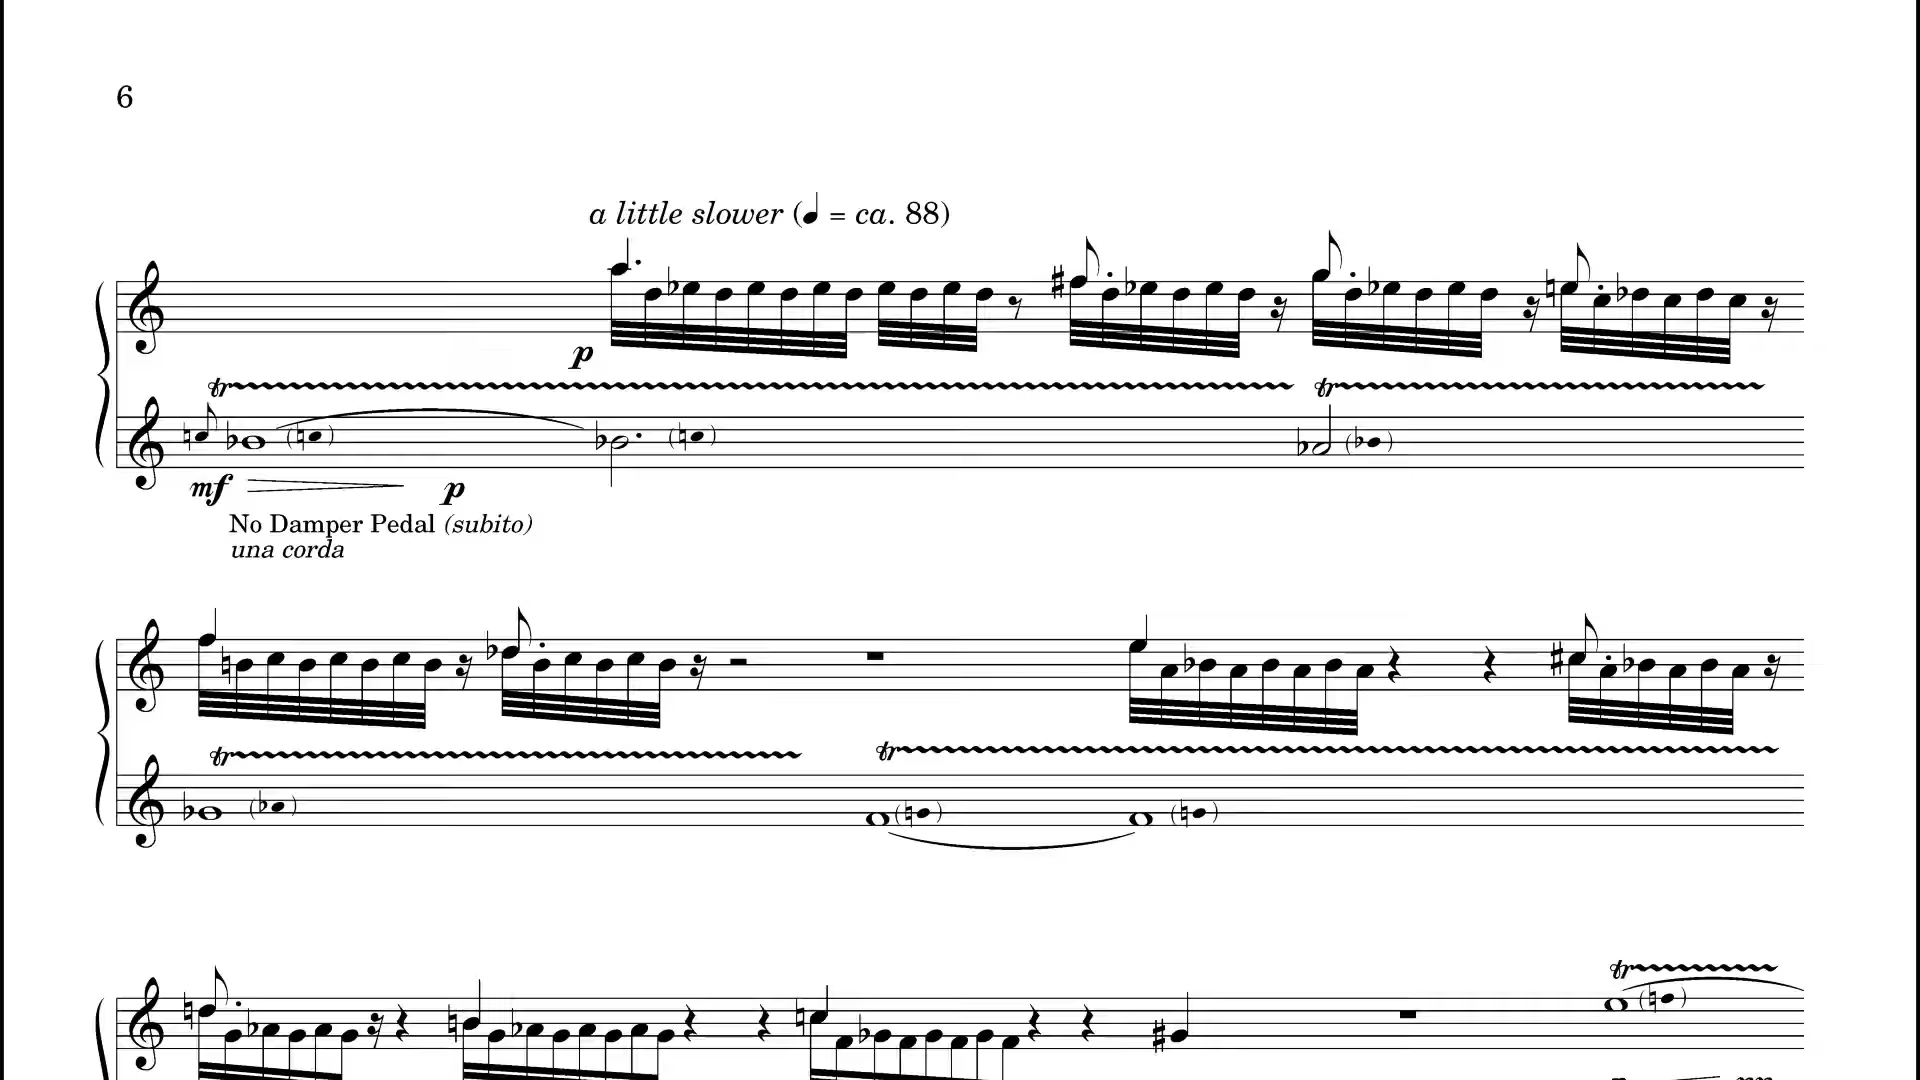 6
a little slower (♩ = ca. 88)
p
tr tr
mf p
No Damper Pedal (subito)
una corda
tr tr
tr